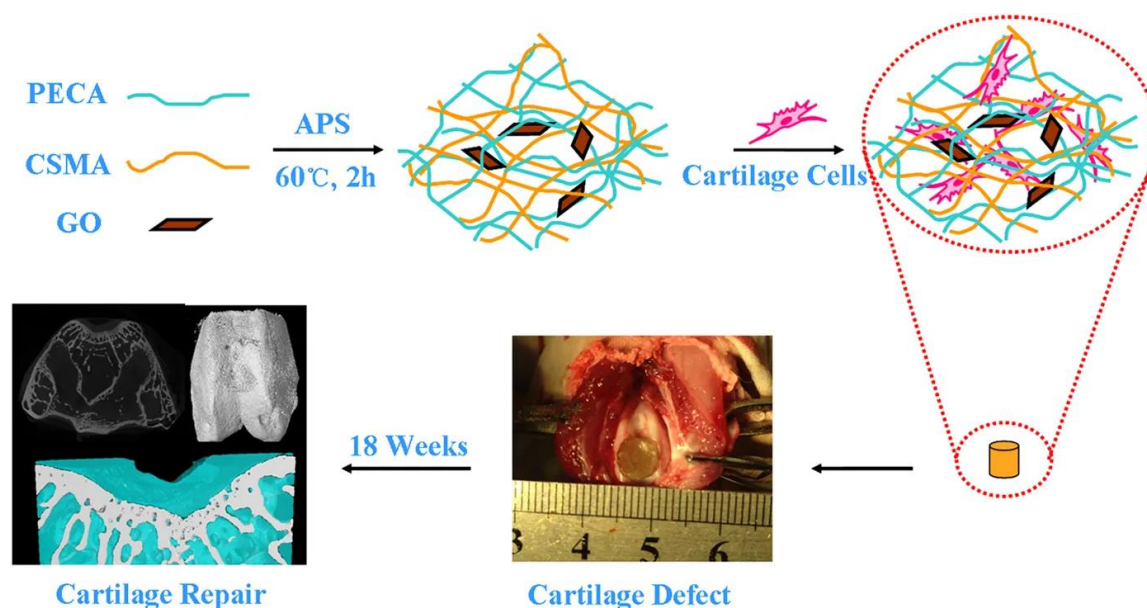 PECA
CSMA
GO
APS
60℃, 2h
Cartilage Cells
18 Weeks
3 4 5 6
Cartilage Repair
Cartilage Defect